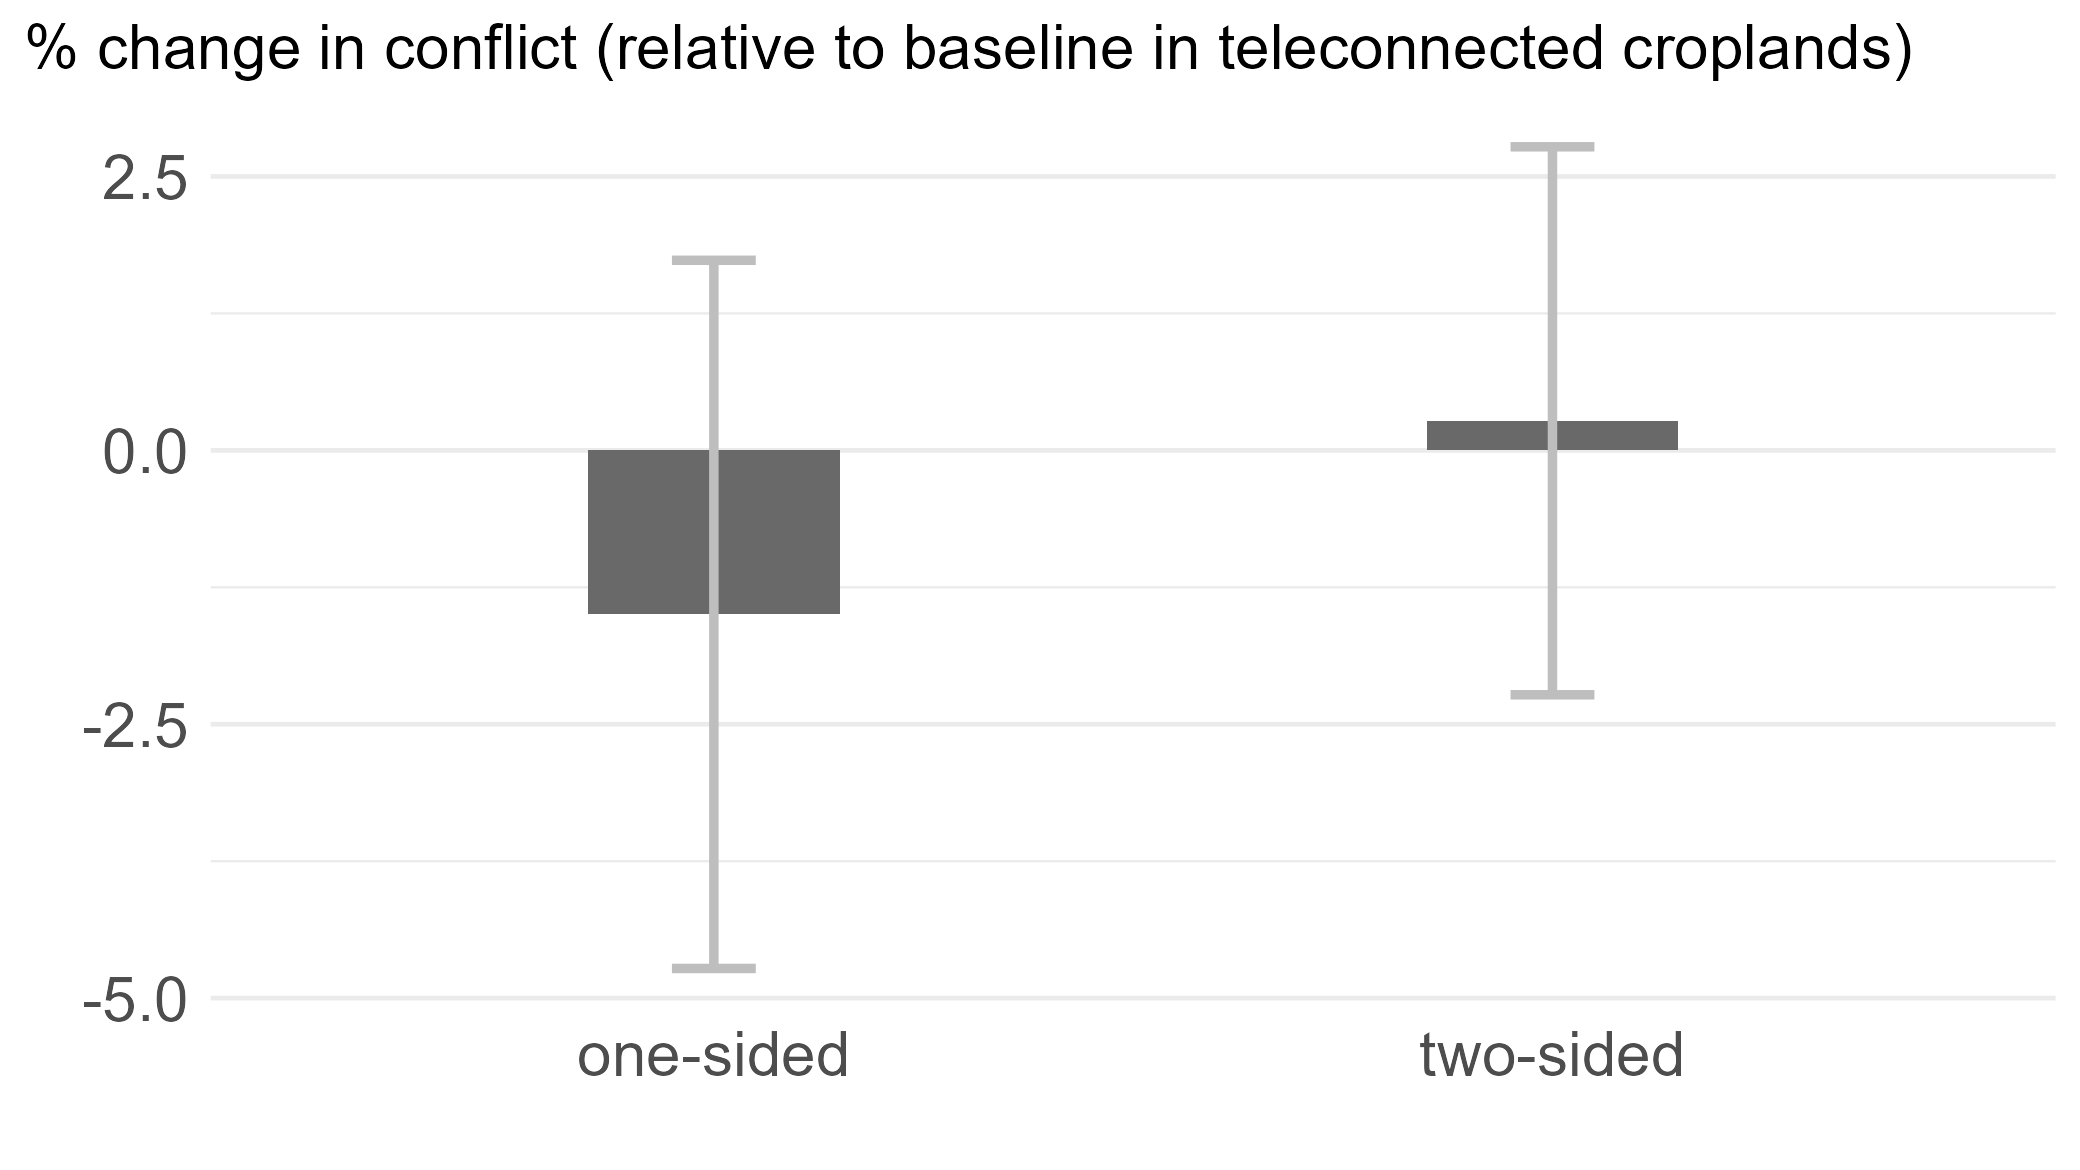 % change in conflict (relative to baseline in teleconnected croplands)
2.5
0.0
-2.5
-5.0
one-sided two-sided